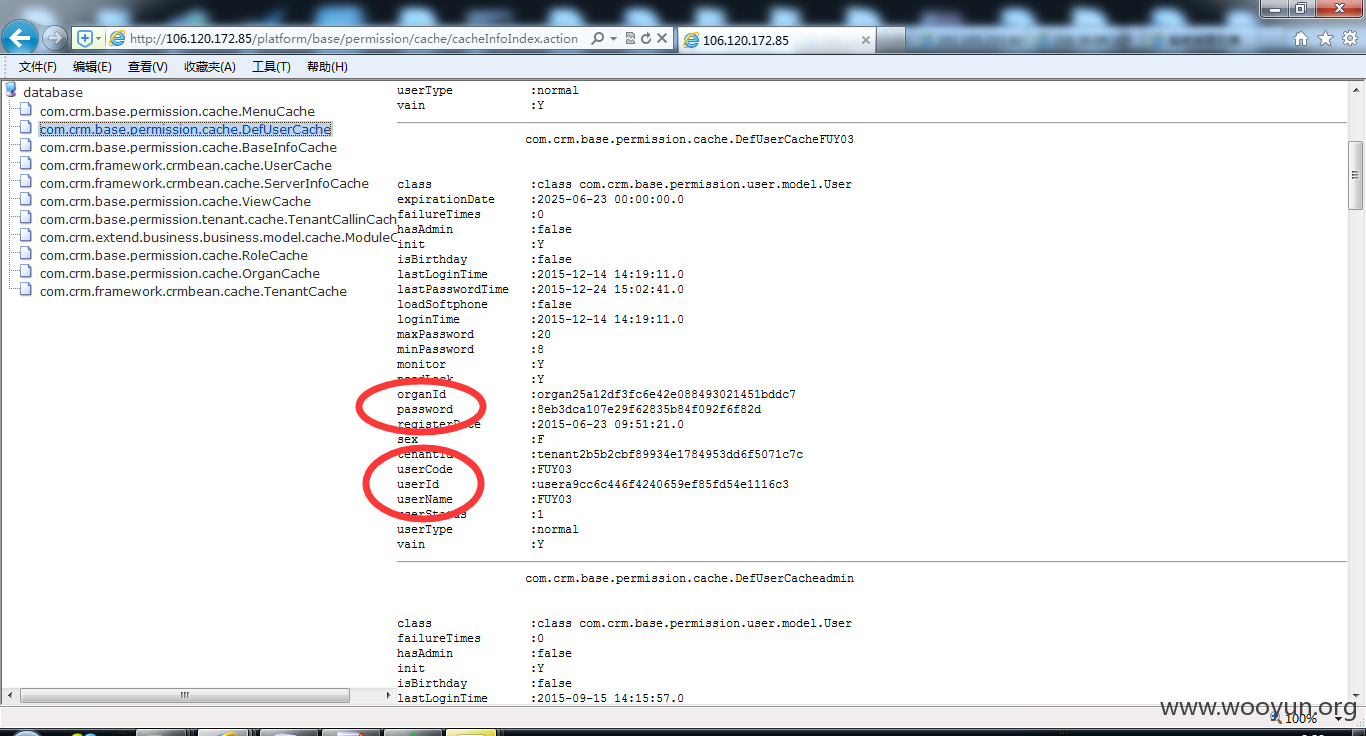 http://106.120.172.85/platform/base/permission/cache/cacheInfoIndex.action
106.120.172.85
文件(F) 编辑(E) 查看(V) 收藏夹(A) 工具(T) 帮助(H)
database
com.crm.base.permission.cache.MenuCache
com.crm.base.permission.cache.DefUserCache
com.crm.base.permission.cache.BaseInfoCache
com.crm.framework.crmbean.cache.UserCache
com.crm.framework.crmbean.cache.ServerInfoCache
com.crm.base.permission.cache.ViewCache
com.crm.base.permission.tenant.cache.TenantCallinCach
com.crm.extend.business.business.model.cache.ModuleC
com.crm.base.permission.cache.RoleCache
com.crm.base.permission.cache.OrganCache
com.crm.framework.crmbean.cache.TenantCache
userType :normal
vain :Y
com.crm.base.permission.cache.DefUserCacheFUY03
class :class com.crm.base.permission.user.model.User
expirationDate :2025-06-23 00:00:00.0
failureTimes :0
hasAdmin :false
init :Y
isBirthday :false
lastLoginTime :2015-12-14 14:19:11.0
lastPasswordTime :2015-12-24 15:02:41.0
loadSoftphone :false
loginTime :2015-12-14 14:19:11.0
maxPassword :20
minPassword :8
monitor :Y
:Y
organId :organ25a12df3fc6e42e088493021451bddc7
password :8eb3dca107e29f62835b84f092f6f82d
registerDate :2015-06-23 09:51:21.0
sex :F
tenantId :tenant2b5b2cbf89934e1784953dd6f5071c7c
userCode :FUY03
userId :usera9cc6c446f4240659ef85fd54e1116c3
userName :FUY03
userStatus :1
userType :normal
vain :Y
com.crm.base.permission.cache.DefUserCacheadmin
class :class com.crm.base.permission.user.model.User
failureTimes :0
hasAdmin :false
init :Y
isBirthday :false
lastLoginTime :2015-09-15 14:15:57.0
www.wooyun.org
100%